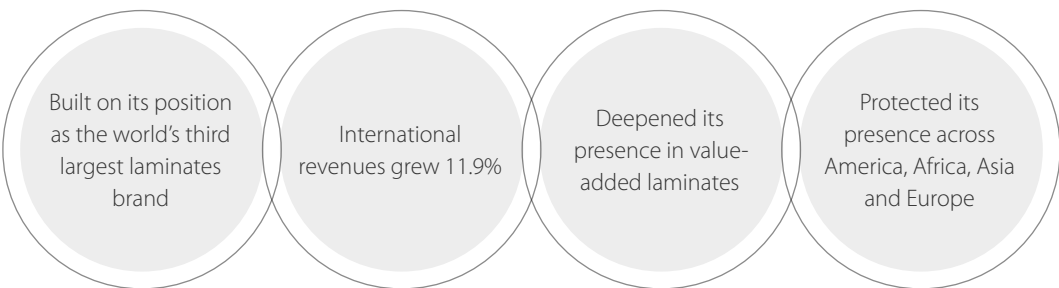 Built on its position
as the world’s third
largest laminates
brand
International
revenues grew 11.9%
Deepened its
presence in value-
added laminates
Protected its
presence across
America, Africa, Asia
and Europe